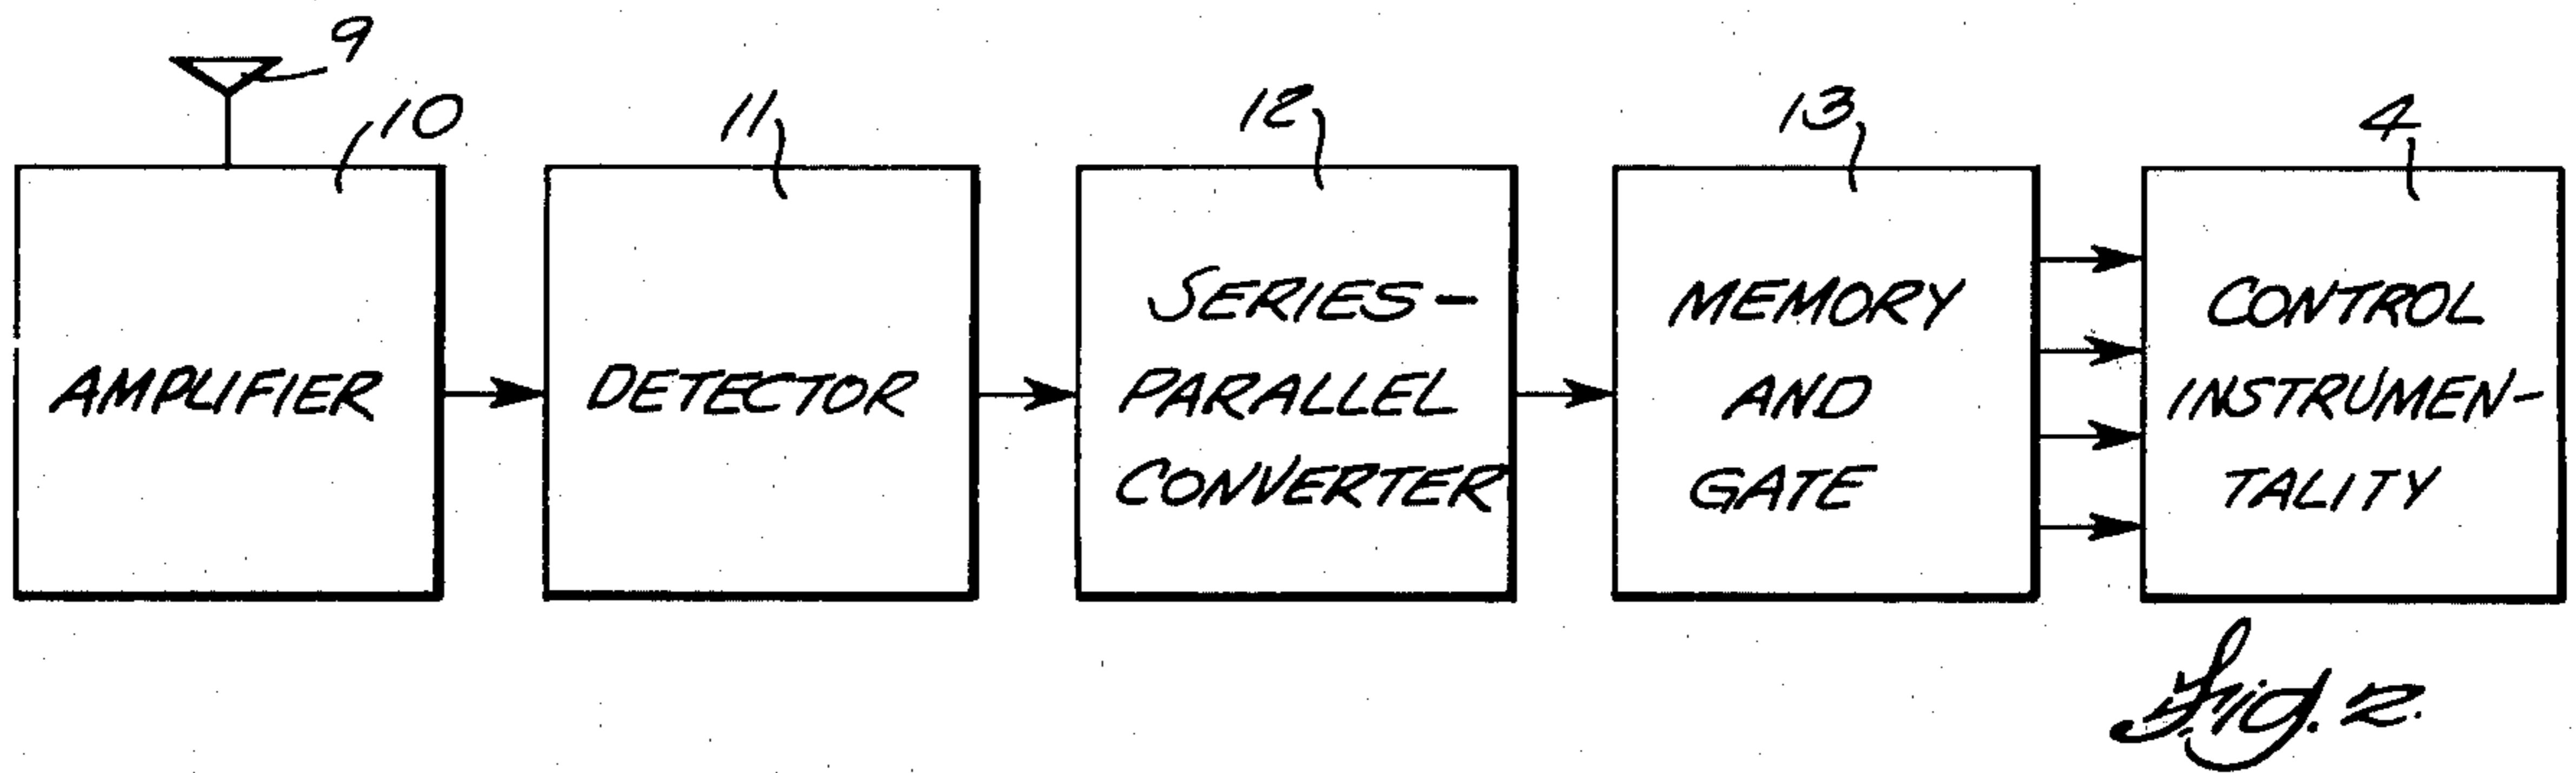 9
10
11
12
13
4
AMPLIFIER
DETECTOR
SERIES-
PARALLEL
CONVERTER
MEMORY
AND
GATE
CONTROL
INSTRUMEN-
TALITY
Fig. 2.